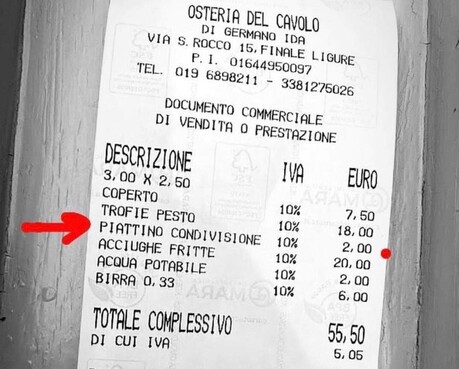 OSTERIA DEL CAVOLO
DI GERMANO IDA
VIA S. ROCCO 15, FINALE LIGURE
P. I. 01644950097
TEL. 019 6898211 - 3381275026
DOCUMENTO COMMERCIALE
DI VENDITA O PRESTAZIONE
DESCRIZIONE IVA EURO
3,00 X 2,50
COPERTO 10% 7,50
TROFIE PESTO 10% 18,00
PIATTINO CONDIVISIONE 10% 2,00
ACCIUGHE FRITTE 10% 20,00
ACQUA POTABILE 10% 2,00
BIRRA 0,33 10% 6,00
TOTALE COMPLESSIVO 55,50
DI CUI IVA 5,05